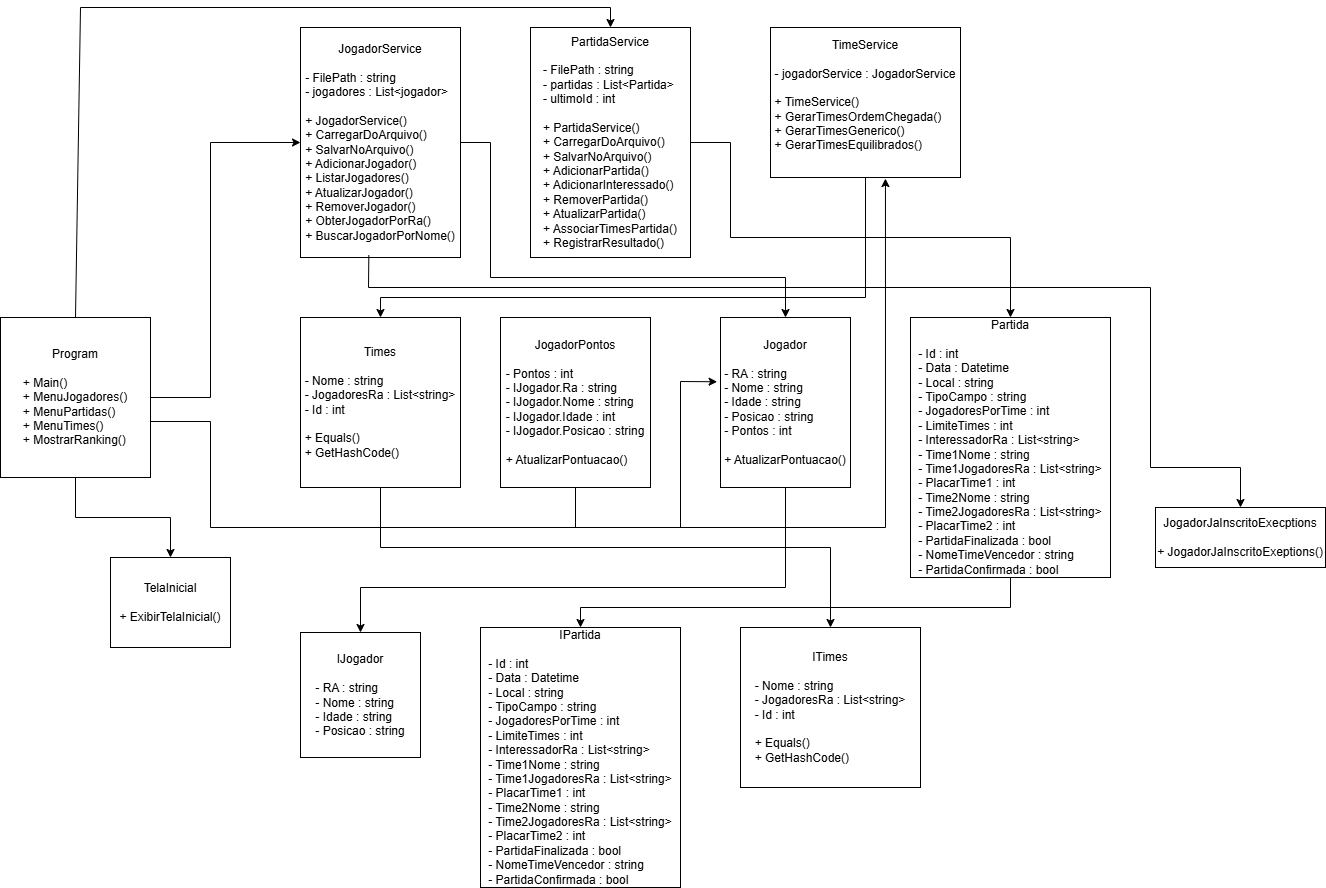 JogadorService
- FilePath : string
- jogadores : List<jogador>
+ JogadorService()
+ CarregarDoArquivo()
+ SalvarNoArquivo()
+ AdicionarJogador()
+ ListarJogadores()
+ AtualizarJogador()
+ RemoverJogador()
+ ObterJogadorPorRa()
+ BuscarJogadorPorNome()
PartidaService
- FilePath : string
- partidas : List<Partida>
- ultimoId : int
+ PartidaService()
+ CarregarDoArquivo()
+ SalvarNoArquivo()
+ AdicionarPartida()
+ AdicionarInteressado()
+ RemoverPartida()
+ AtualizarPartida()
+ AssociarTimesPartida()
+ RegistrarResultado()
TimeService
- jogadorService : JogadorService
+ TimeService()
+ GerarTimesOrdemChegada()
+ GerarTimesGenerico()
+ GerarTimesEquilibrados()
Program
+ Main()
+ MenuJogadores()
+ MenuPartidas()
+ MenuTimes()
+ MostrarRanking()
Times
- Nome : string
- JogadoresRa : List<string>
- Id : int
+ Equals()
+ GetHashCode()
JogadorPontos
- Pontos : int
- IJogador.Ra : string
- IJogador.Nome : string
- IJogador.Idade : int
- IJogador.Posicao : string
+ AtualizarPontuacao()
Jogador
- RA : string
- Nome : string
- Idade : string
- Posicao : string
- Pontos : int
+ AtualizarPontuacao()
Partida
- Id : int
- Data : Datetime
- Local : string
- TipoCampo : string
- JogadoresPorTime : int
- LimiteTimes : int
- InteressadorRa : List<string>
- Time1Nome : string
- Time1JogadoresRa : List<string>
- PlacarTime1 : int
- Time2Nome : string
- Time2JogadoresRa : List<string>
- PlacarTime2 : int
- PartidaFinalizada : bool
- NomeTimeVencedor : string
- PartidaConfirmada : bool
JogadorJaInscritoExecptions
+ JogadorJaInscritoExeptions()
TelaInicial
+ ExibirTelaInicial()
IJogador
- RA : string
- Nome : string
- Idade : string
- Posicao : string
IPartida
- Id : int
- Data : Datetime
- Local : string
- TipoCampo : string
- JogadoresPorTime : int
- LimiteTimes : int
- InteressadorRa : List<string>
- Time1Nome : string
- Time1JogadoresRa : List<string>
- PlacarTime1 : int
- Time2Nome : string
- Time2JogadoresRa : List<string>
- PlacarTime2 : int
- PartidaFinalizada : bool
- NomeTimeVencedor : string
- PartidaConfirmada : bool
ITimes
- Nome : string
- JogadoresRa : List<string>
- Id : int
+ Equals()
+ GetHashCode()